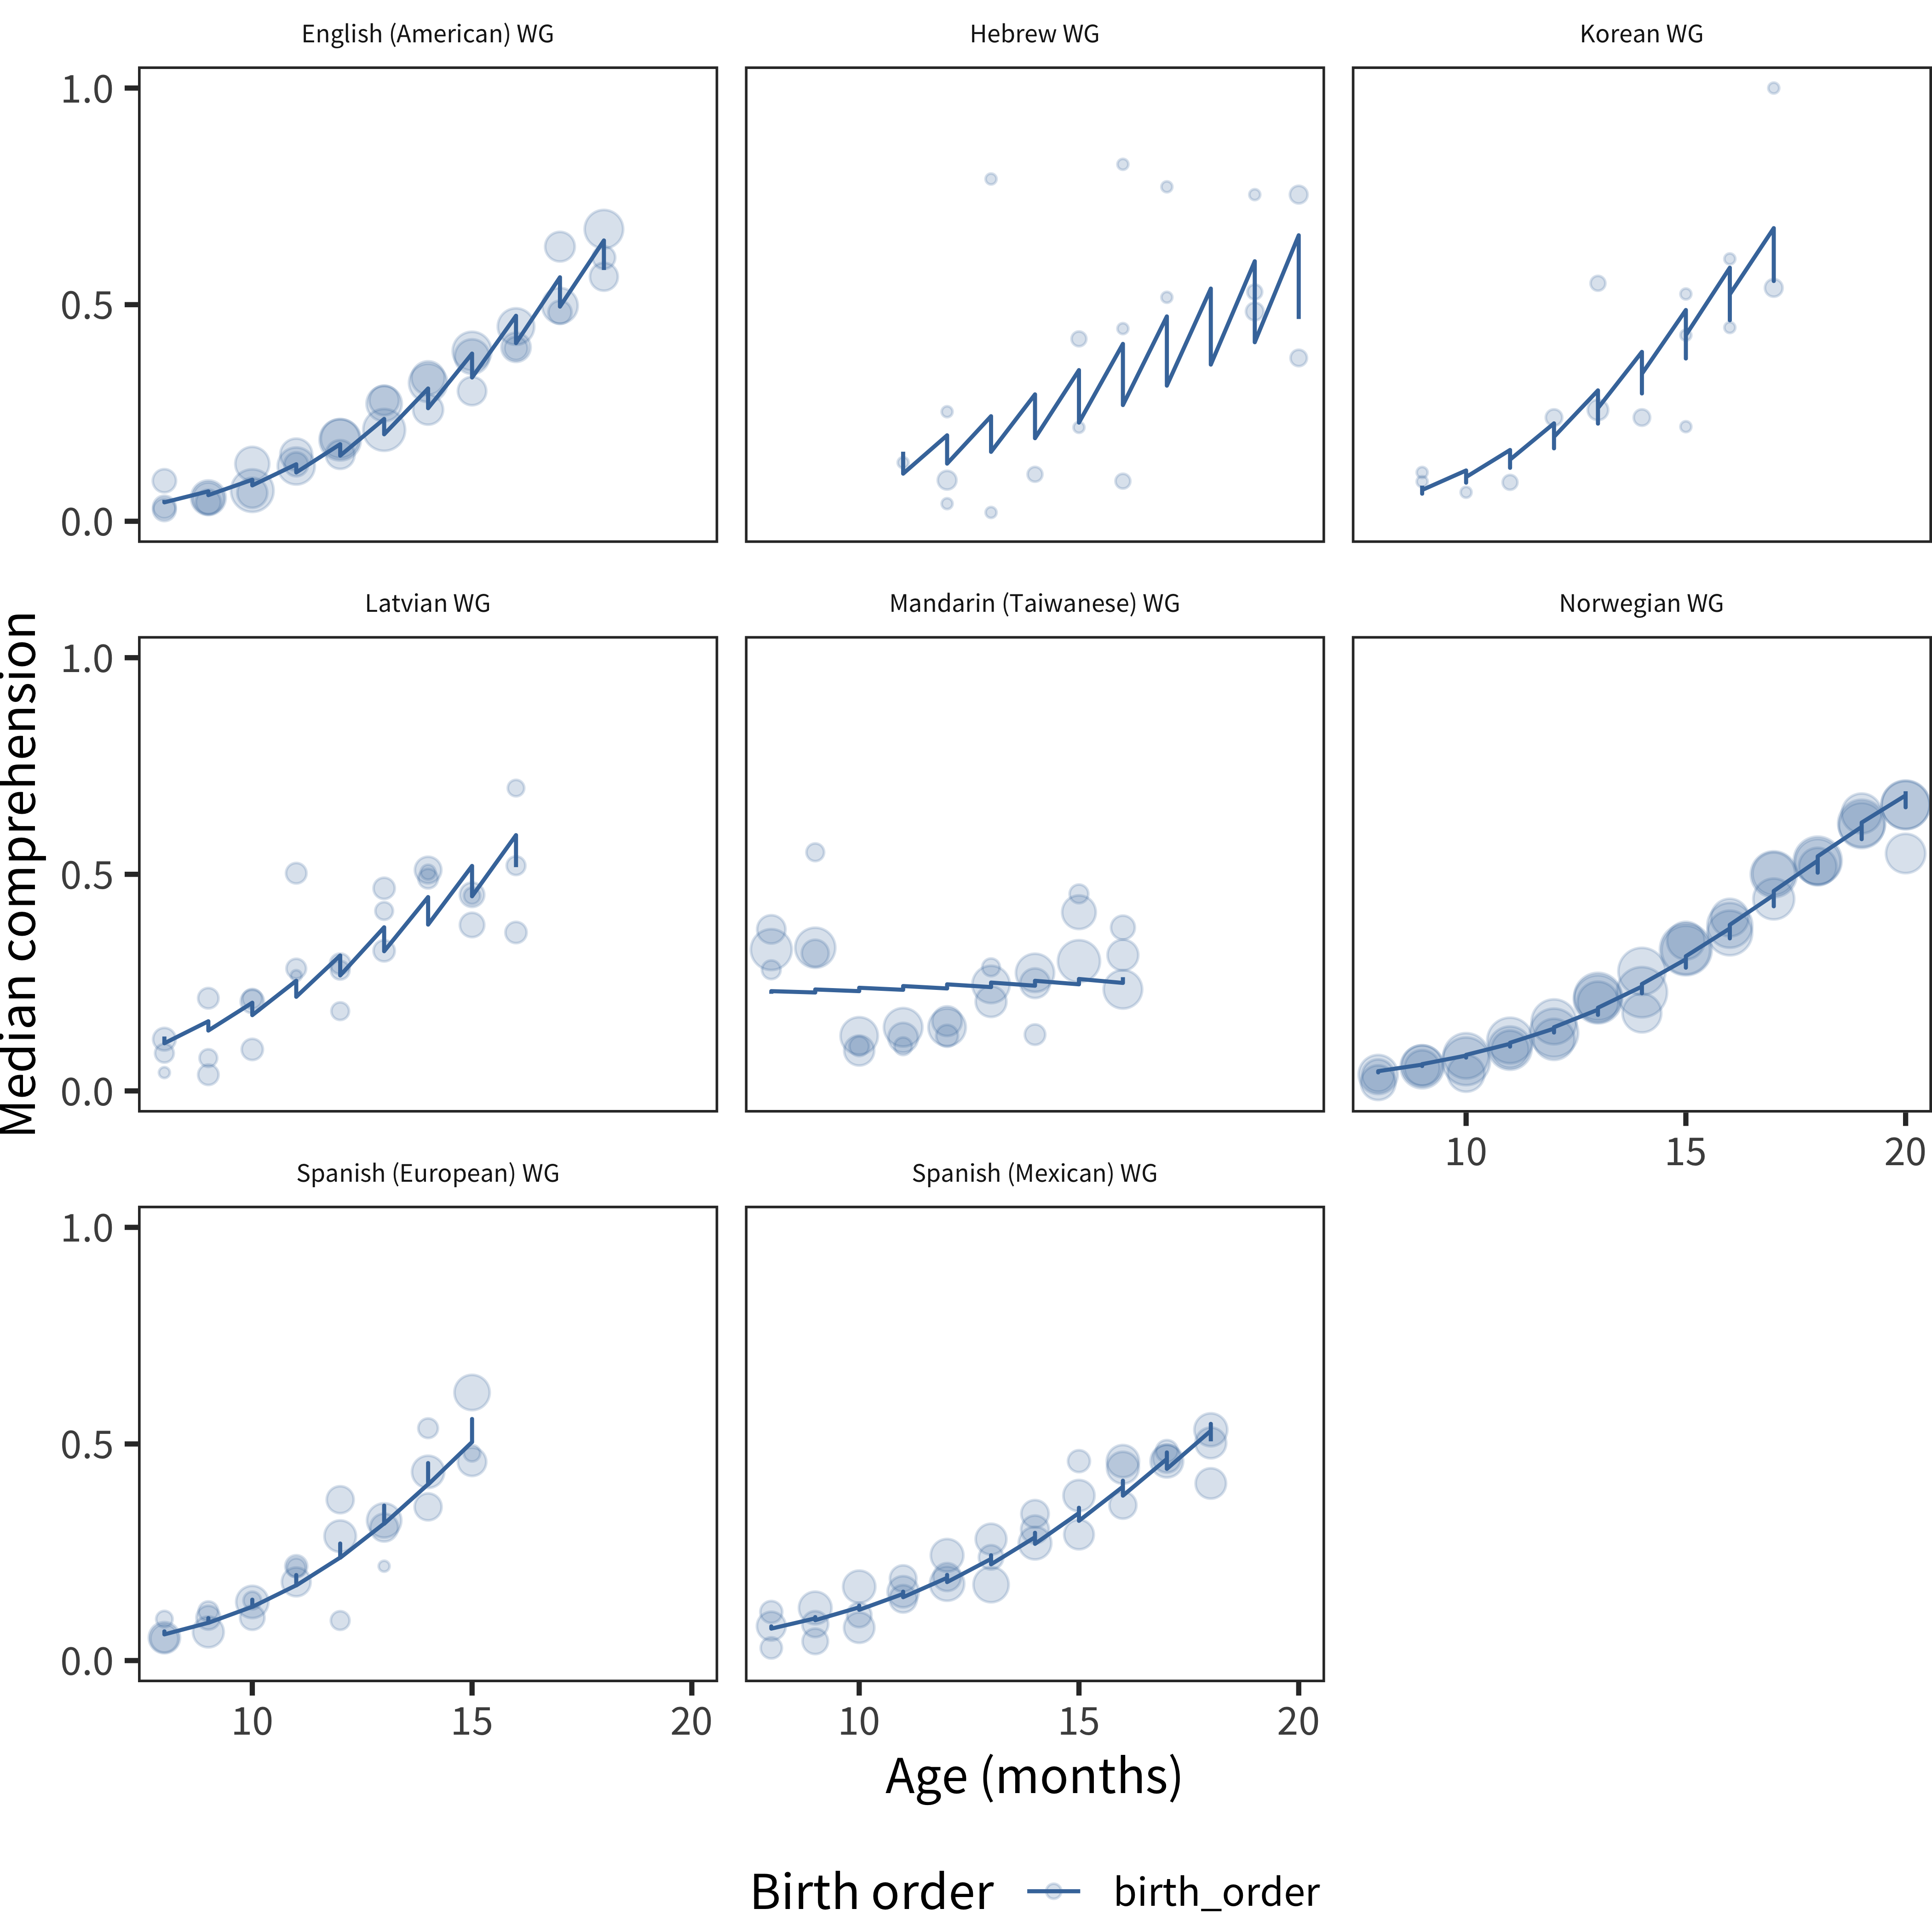 English (American) WG
Hebrew WG
Korean WG
1.0
0.5
0.0
Latvian WG
Mandarin (Taiwanese) WG
Norwegian WG
1.0
0.5
0.0
10 15 20
Median comprehension
Spanish (European) WG
Spanish (Mexican) WG
1.0
0.5
0.0
10 15 20
10 15 20
Age (months)
Birth order birth_order